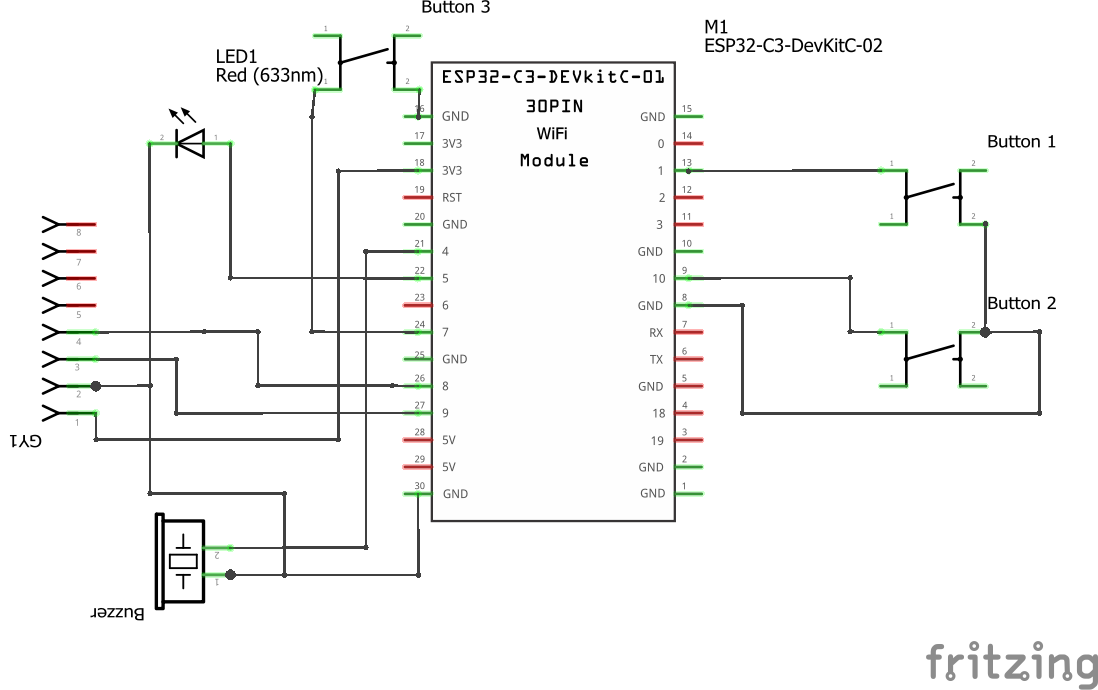 Button 3
M1
ESP32-C3-DevKitC-02
LED1
Red (633nm)
1
2
1
2
ESP32-C3-DEVkitC-01
30PIN
WiFi
Module
16
GND
17
3V3
18
3V3
19
RST
20
GND
21
4
22
5
23
6
24
7
25
GND
26
8
27
9
28
5V
29
5V
30
GND
GND
15
0
14
1
13
2
12
3
11
GND
10
10
9
GND
8
RX
7
TX
6
GND
5
18
4
19
3
GND
2
GND
1
Button 1
1
2
1
2
Button 2
1
2
1
2
2
1
8
7
6
5
4
3
2
1
GY1
2
1
Buzzer
fritzing